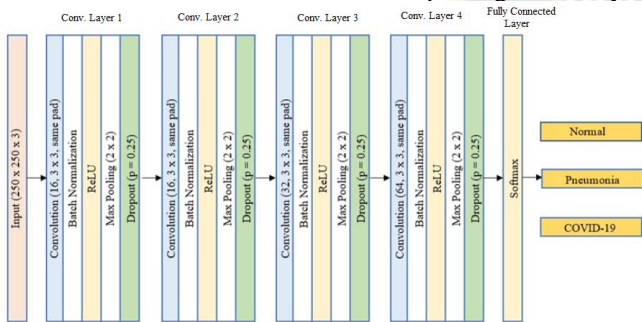 Conv. Layer 1
Conv. Layer 2
Conv. Layer 3
Conv. Layer 4
Fully Connected
Layer
Input (250 x 250 x 3)
Convolution (16, 3 x 3, same pad)
Batch Normalization
ReLU
Max Pooling (2 x 2)
Dropout (p = 0.25)
Convolution (16, 3 x 3, same pad)
Batch Normalization
ReLU
Max Pooling (2 x 2)
Dropout (p = 0.25)
Convolution (32, 3 x 3, same pad)
Batch Normalization
ReLU
Max Pooling (2 x 2)
Dropout (p = 0.25)
Convolution (64, 3 x 3, same pad)
Batch Normalization
ReLU
Max Pooling (2 x 2)
Dropout (p = 0.25)
Softmax
Normal
Pneumonia
COVID-19